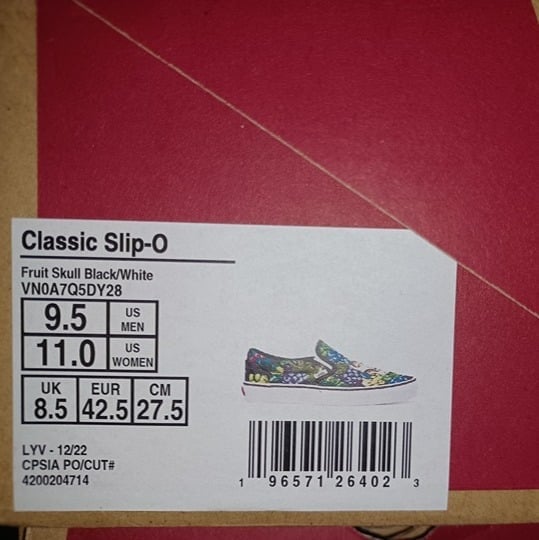 Classic Slip-O
Fruit Skull Black/White
VN0A7Q5DY28
9.5 US MEN
11.0 US WOMEN
UK EUR CM
8.5 42.5 27.5
LYV - 12/22
CPSIA PO/CUT#
4200204714
1 96571 26402 3